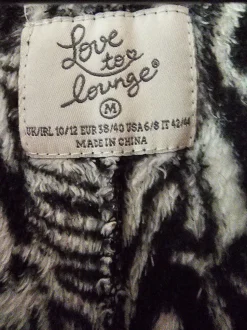 Love
to
lounge®
M
UK/IRL 10/12 EUR 38/40 USA 6/8 IT 42/44
MADE IN CHINA